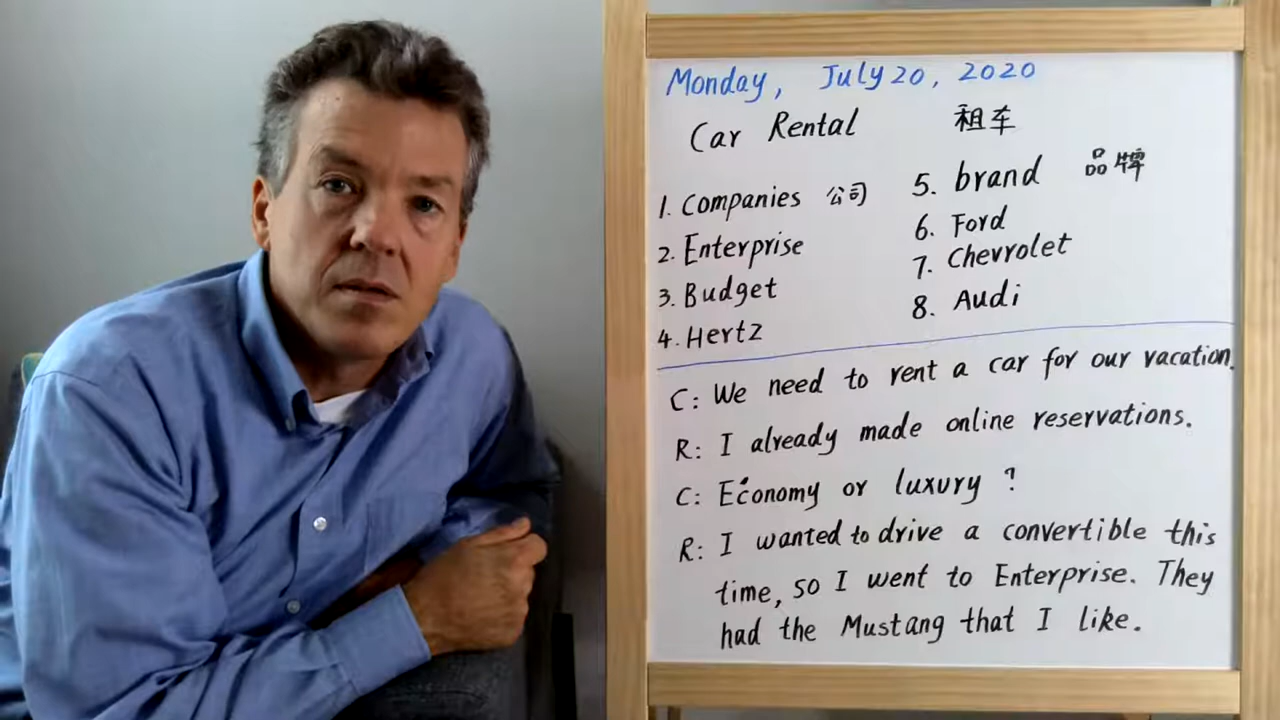 Monday, July 20, 2020
Car Rental 租车
1. Companies 公司
2. Enterprise
3. Budget
4. Hertz
5. brand 品牌
6. Ford
7. Chevrolet
8. Audi
C: We need to rent a car for our vacation.
R: I already made online reservations.
C: Economy or luxury ?
R: I wanted to drive a convertible this
time, so I went to Enterprise. They
had the Mustang that I like.